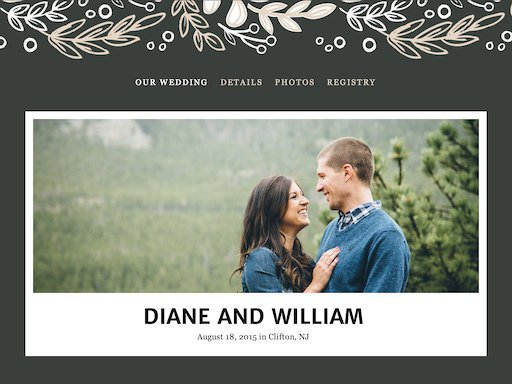 OUR WEDDING DETAILS PHOTOS REGISTRY
DIANE AND WILLIAM
August 18, 2015 in Clifton, NJ